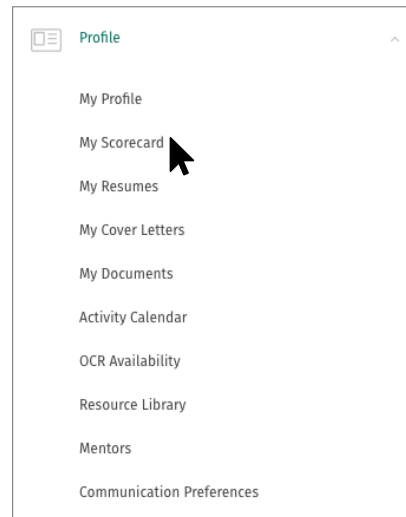 Profile
My Profile
My Scorecard
My Resumes
My Cover Letters
My Documents
Activity Calendar
OCR Availability
Resource Library
Mentors
Communication Preferences